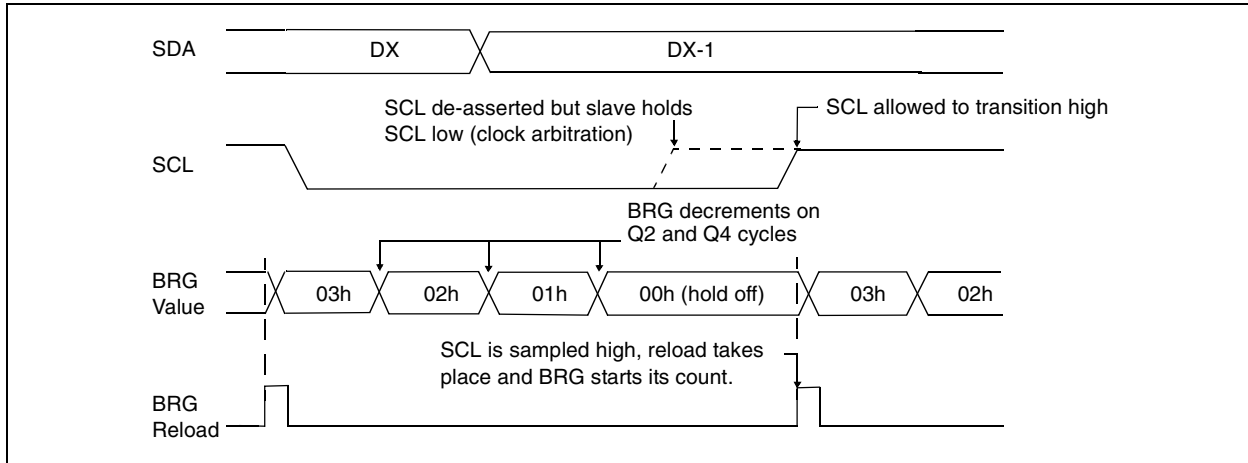 SDA
DX
DX-1
SCL de-asserted but slave holds
SCL low (clock arbitration)
SCL allowed to transition high
SCL
BRG decrements on
Q2 and Q4 cycles
BRG
Value
03h
02h
01h
00h (hold off)
03h
02h
SCL is sampled high, reload takes
place and BRG starts its count.
BRG
Reload